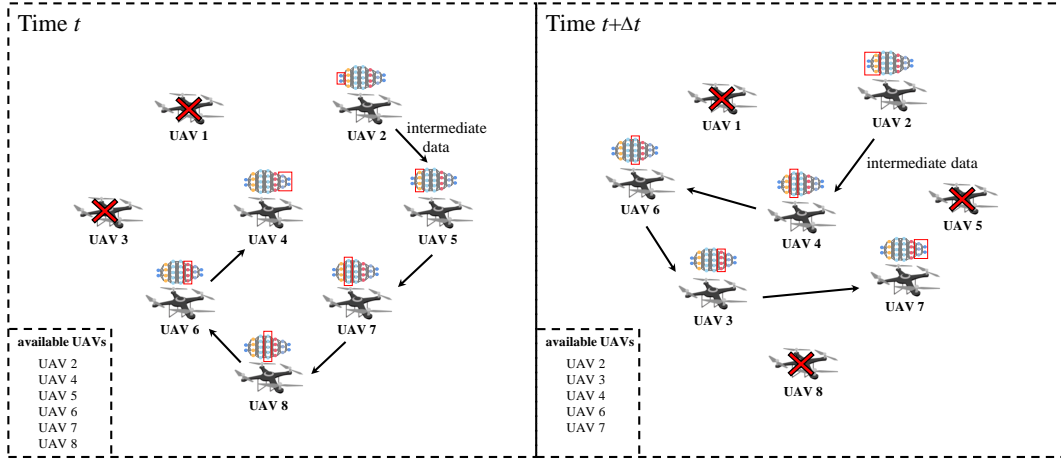 Time t
UAV 1
UAV 2
intermediate
data
UAV 3
UAV 4
UAV 5
UAV 6
UAV 7
UAV 8
available UAVs
UAV 2
UAV 4
UAV 5
UAV 6
UAV 7
UAV 8
Time t+Δt
UAV 1
UAV 2
intermediate data
UAV 6
UAV 4
UAV 5
UAV 3
UAV 7
UAV 8
available UAVs
UAV 2
UAV 3
UAV 4
UAV 6
UAV 7